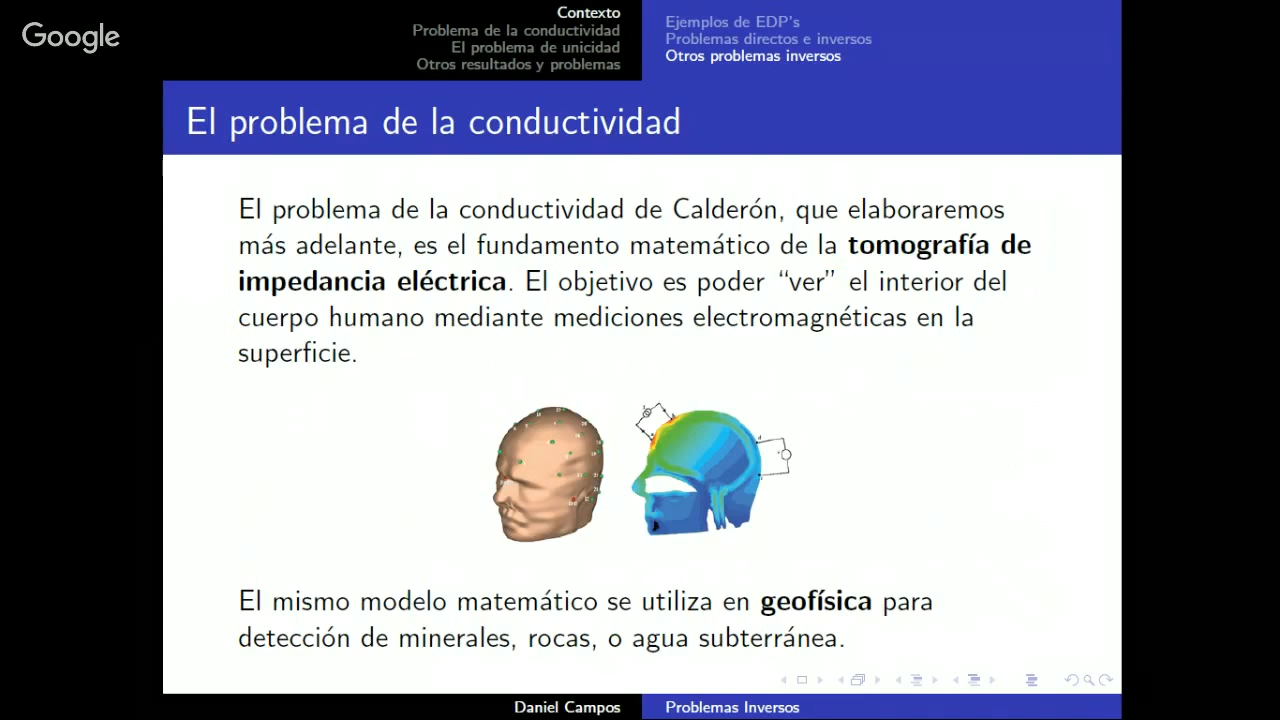 Google
Contexto
Problema de la conductividad
El problema de unicidad
Otros resultados y problemas
Ejemplos de EDP's
Problemas directos e inversos
Otros problemas inversos
El problema de la conductividad
El problema de la conductividad de Calderón, que elaboraremos
más adelante, es el fundamento matemático de la tomografía de
impedancia eléctrica. El objetivo es poder “ver” el interior del
cuerpo humano mediante mediciones electromagnéticas en la
superficie.
El mismo modelo matemático se utiliza en geofísica para
detección de minerales, rocas, o agua subterránea.
Daniel Campos
Problemas Inversos